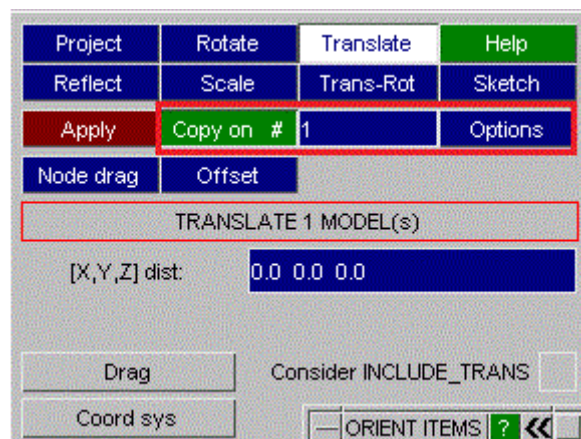 Project Rotate Translate Help
Reflect Scale Trans-Rot Sketch
Apply Copy on # 1 Options
Node drag Offset
TRANSLATE 1 MODEL(s)
[X,Y,Z] dist: 0.0 0.0 0.0
Drag Consider INCLUDE_TRANS
Coord sys ORIENT ITEMS ?